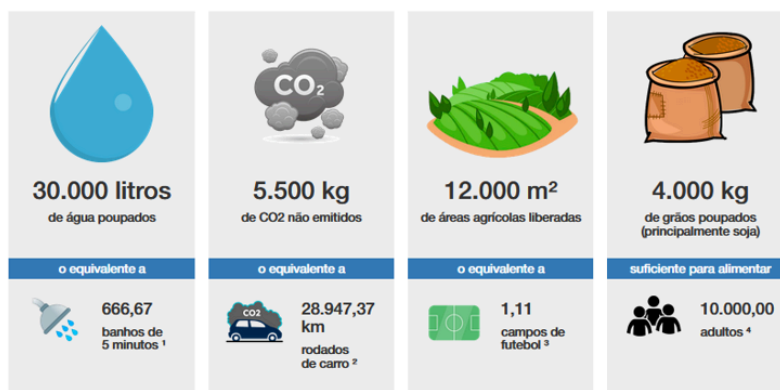 CO₂
30.000 litros
de água poupados
o equivalente a
666,67
banhos de
5 minutos ¹
5.500 kg
de CO2 não emitidos
o equivalente a
CO2
28.947,37
km
rodados
de carro ²
12.000 m²
de áreas agrícolas liberadas
o equivalente a
1,11
campos de
futebol ³
4.000 kg
de grãos poupados
(principalmente soja)
suficiente para alimentar
10.000,00
adultos ⁴